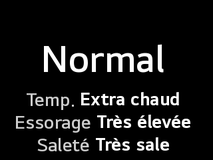 Normal
Temp. Extra chaud
Essorage Très élevée
Saleté Très sale